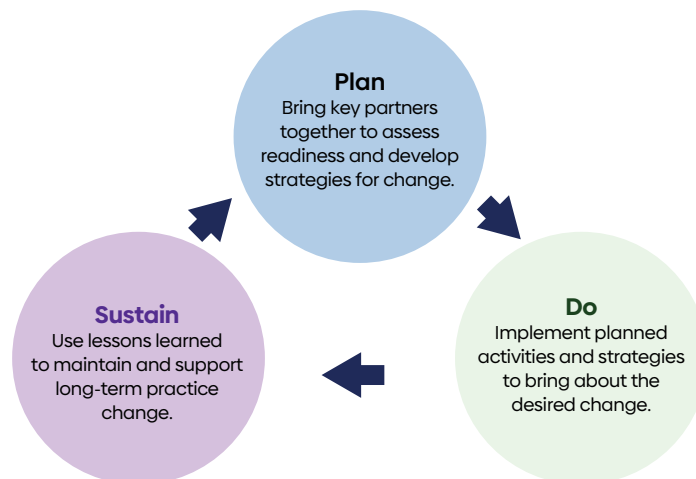 Plan
Bring key partners
together to assess
readiness and develop
strategies for change.
Do
Implement planned
activities and strategies
to bring about the
desired change.
Sustain
Use lessons learned
to maintain and support
long-term practice
change.